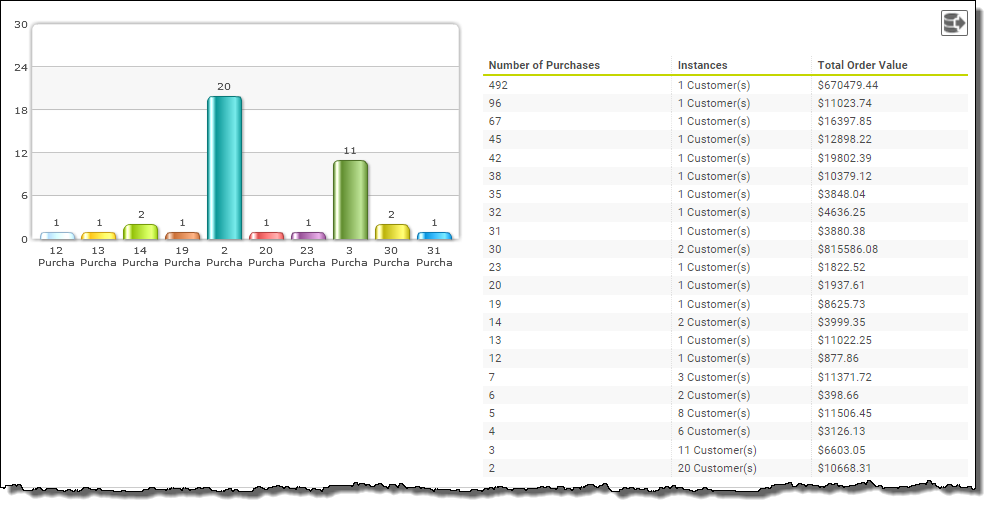 30
24
18
12
6
0
1
1
2
1
20
1
1
11
2
1
12 13 14 19 2 20 23 3 30 31
Purcha Purcha Purcha Purcha Purcha Purcha Purcha Purcha Purcha Purcha
Number of Purchases Instances Total Order Value
492 1 Customer(s) $670479.44
96 1 Customer(s) $11023.74
67 1 Customer(s) $16397.85
45 1 Customer(s) $12898.22
42 1 Customer(s) $19802.39
38 1 Customer(s) $10379.12
35 1 Customer(s) $3848.04
32 1 Customer(s) $4636.25
31 1 Customer(s) $3880.38
30 2 Customer(s) $815586.08
23 1 Customer(s) $1822.52
20 1 Customer(s) $1937.61
19 1 Customer(s) $8625.73
14 2 Customer(s) $3999.35
13 1 Customer(s) $11022.25
12 1 Customer(s) $877.86
7 3 Customer(s) $11371.72
6 2 Customer(s) $398.66
5 8 Customer(s) $11506.45
4 6 Customer(s) $3126.13
3 11 Customer(s) $6603.05
2 20 Customer(s) $10668.31